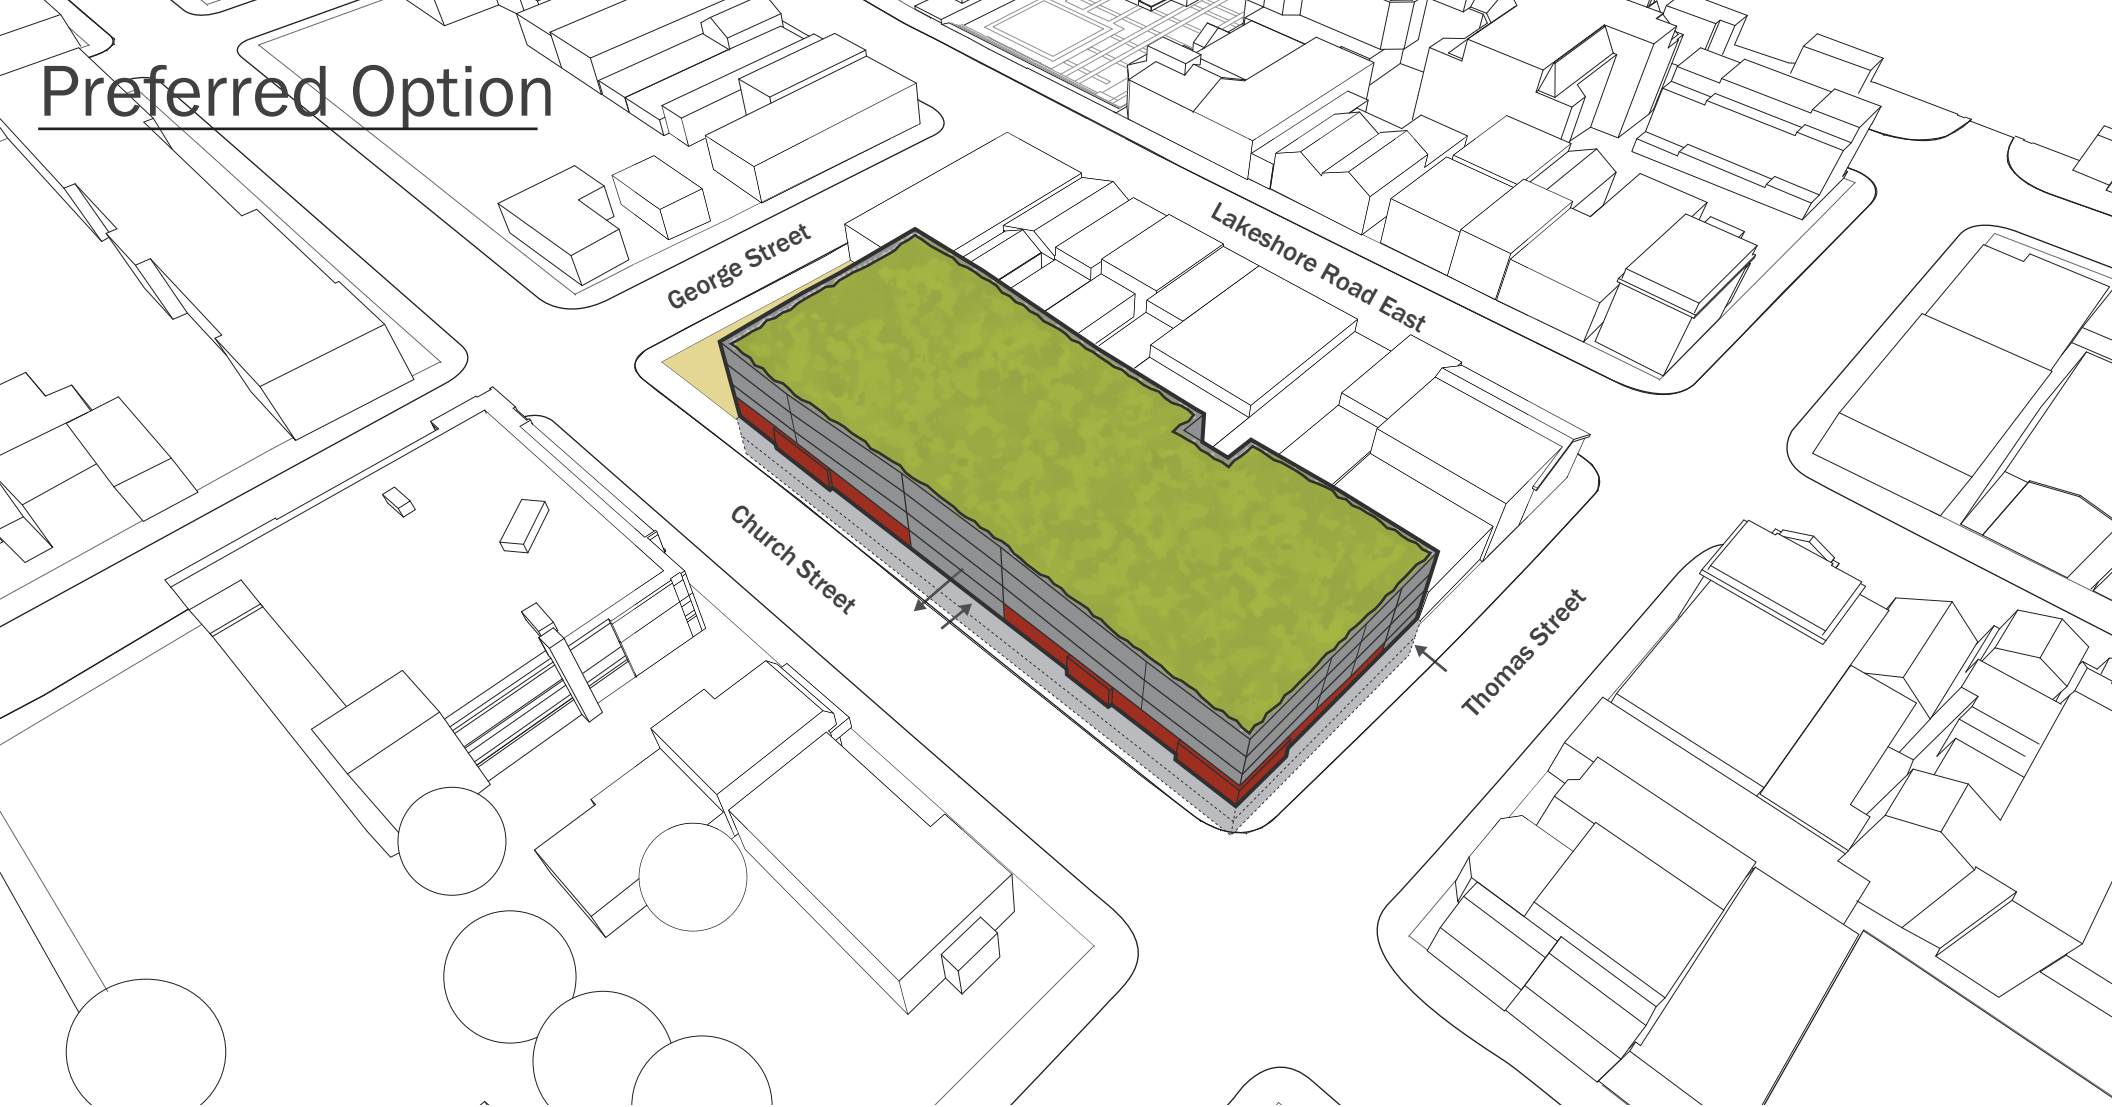 Preferred Option
George Street
Lakeshore Road East
Church Street
Thomas Street